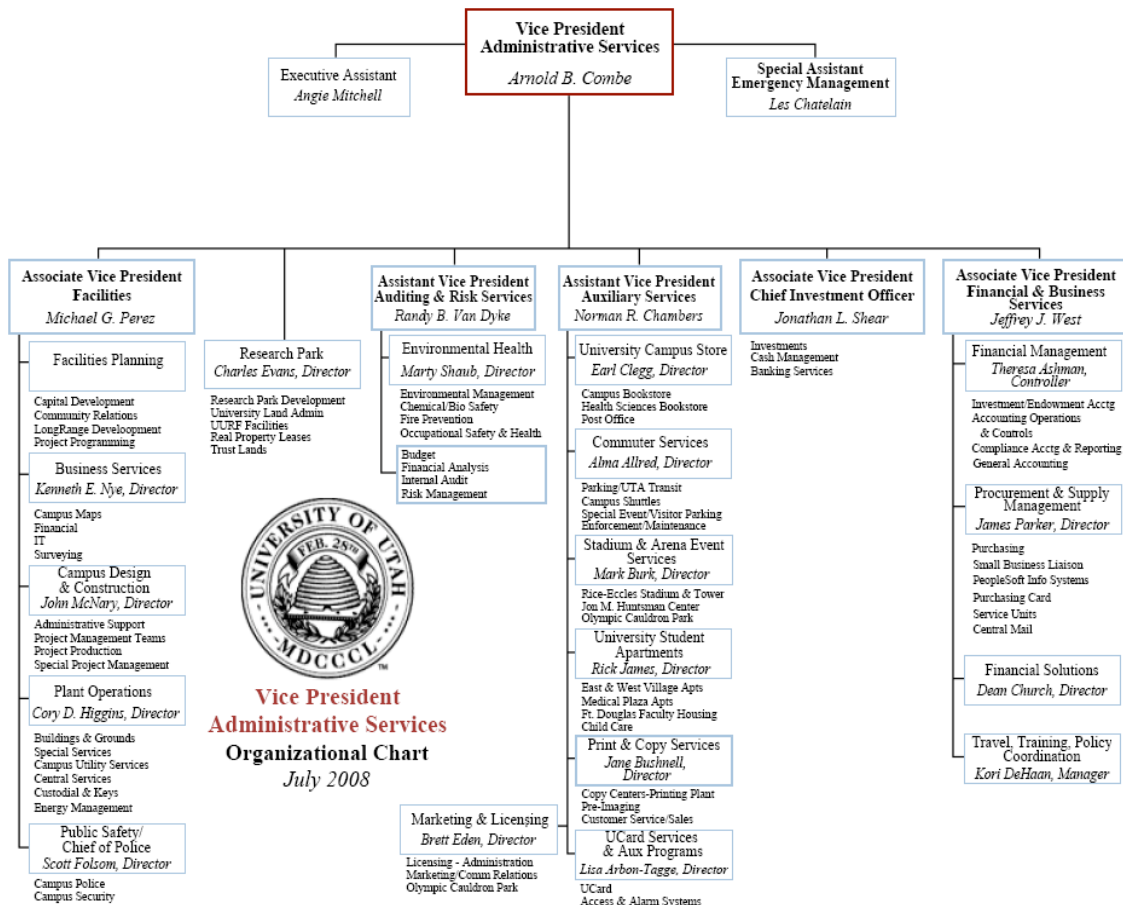 Vice President
Administrative Services
Arnold B. Combe
Executive Assistant
Angie Mitchell
Special Assistant
Emergency Management
Les Chatelain
Associate Vice President
Facilities
Michael G. Perez
Facilities Planning
Capital Development
Community Relations
LongRange Develoopment
Project Programming
Business Services
Kenneth E. Nye, Director
Campus Maps
Financial
IT
Surveying
Campus Design
& Construction
John McNary, Director
Administrative Support
Project Management Teams
Project Production
Special Project Management
Plant Operations
Cory D. Higgins, Director
Buildings & Grounds
Special Services
Campus Utility Services
Central Services
Custodial & Keys
Energy Management
Public Safety/
Chief of Police
Scott Folsom, Director
Campus Police
Campus Security
Research Park
Charles Evans, Director
Research Park Development
University Land Admin
UURF Facilities
Real Property Leases
Trust Lands
Assistant Vice President
Auditing & Risk Services
Randy B. Van Dyke
Environmental Health
Marty Shaub, Director
Environmental Management
Chemical/Bio Safety
Fire Prevention
Occupational Safety & Health
Budget
Financial Analysis
Internal Audit
Risk Management
Assistant Vice President
Auxiliary Services
Norman R. Chambers
University Campus Store
Earl Clegg, Director
Campus Bookstore
Health Sciences Bookstore
Post Office
Commuter Services
Alma Allred, Director
Parking/UTA Transit
Campus Shuttles
Special Event/Visitor Parking
Enforcement/Maintenance
Stadium & Arena Event
Services
Mark Burk, Director
Rice-Eccles Stadium & Tower
Jon M. Huntsman Center
Olympic Cauldron Park
University Student
Apartments
Rick James, Director
East & West Village Apts
Medical Plaza Apts
Ft. Douglas Faculty Housing
Child Care
Print & Copy Services
Jane Bushnell,
Director
Copy Centers-Printing Plant
Pre-Imaging
Customer Service/Sales
Marketing & Licensing
Brett Eden, Director
Licensing - Administration
Marketing/Comm Relations
Olympic Cauldron Park
UCard Services
& Aux Programs
Lisa Arbon-Tagge, Director
UCard
Access & Alarm Systems
Associate Vice President
Chief Investment Officer
Jonathan L. Shear
Investments
Cash Management
Banking Services
Associate Vice President
Financial & Business
Services
Jeffrey J. West
Financial Management
Theresa Ashman,
Controller
Investment/Endowment Acctg
Accounting Operations
& Controls
Compliance Acctg & Reporting
General Accounting
Procurement & Supply
Management
James Parker, Director
Purchasing
Small Business Liaison
PeopleSoft Info Systems
Purchasing Card
Service Units
Central Mail
Financial Solutions
Dean Church, Director
Travel, Training, Policy
Coordination
Kori DeHaan, Manager
UNIVERSITY OF UTAH
FEB. 28TH
MDCCCL
TM
Vice President
Administrative Services
Organizational Chart
July 2008